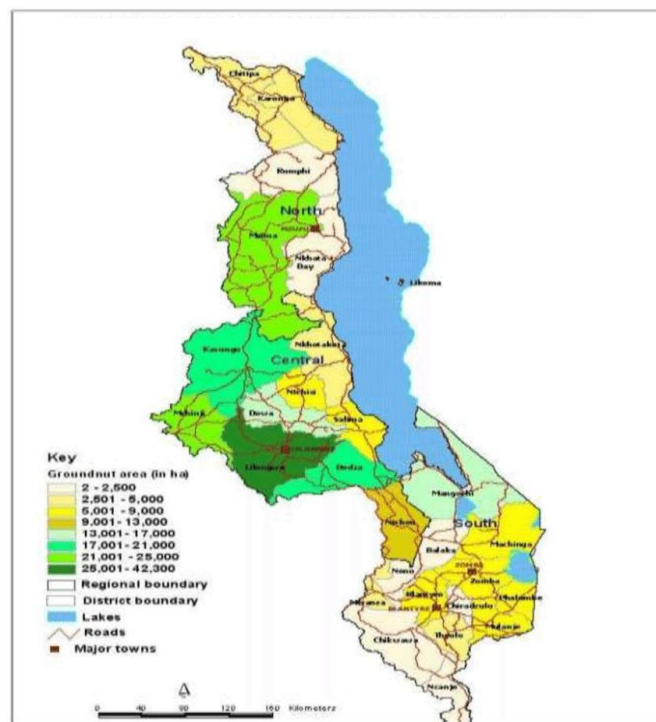 Chitipa
Karonga
Rumphi
North
Mzimba
MZUZU
Nkhata
Bay
Likoma
Nkhotakota
Kasungu
Central
Ntchisi
Dowa
Salima
Mchinji
LILONGWE
Lilongwe
Dedza
Mangochi
Ntcheu
South
Balaka
Machinga
Neno
ZOMBA
Zomba
Mwanza
Blantyre
Phalombe
BLANTYRE
Chiradzulu
Mulanje
Chikwawa
Thyolo
Nsanje
Key
Groundnut area (in ha)
2 - 2,500
2,501 - 5,000
5,001 - 9,000
9,001 - 13,000
13,001 - 17,000
17,001 - 21,000
21,001 - 25,000
25,001 - 42,300
Regional boundary
District boundary
Lakes
Roads
Major towns
0 40 80 120 160 Kilometers